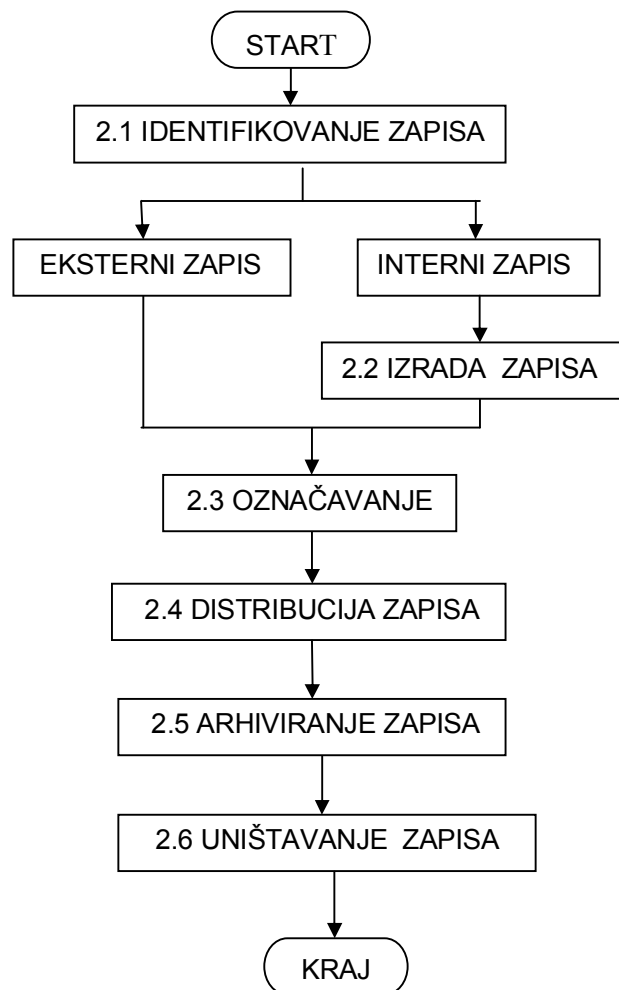 START
2.1 IDENTIFIKOVANJE ZAPISA
EKSTERNI ZAPIS
INTERNI ZAPIS
2.2 IZRADA ZAPISA
2.3 OZNAČAVANJE
2.4 DISTRIBUCIJA ZAPISA
2.5 ARHIVIRANJE ZAPISA
2.6 UNIŠTAVANJE ZAPISA
KRAJ